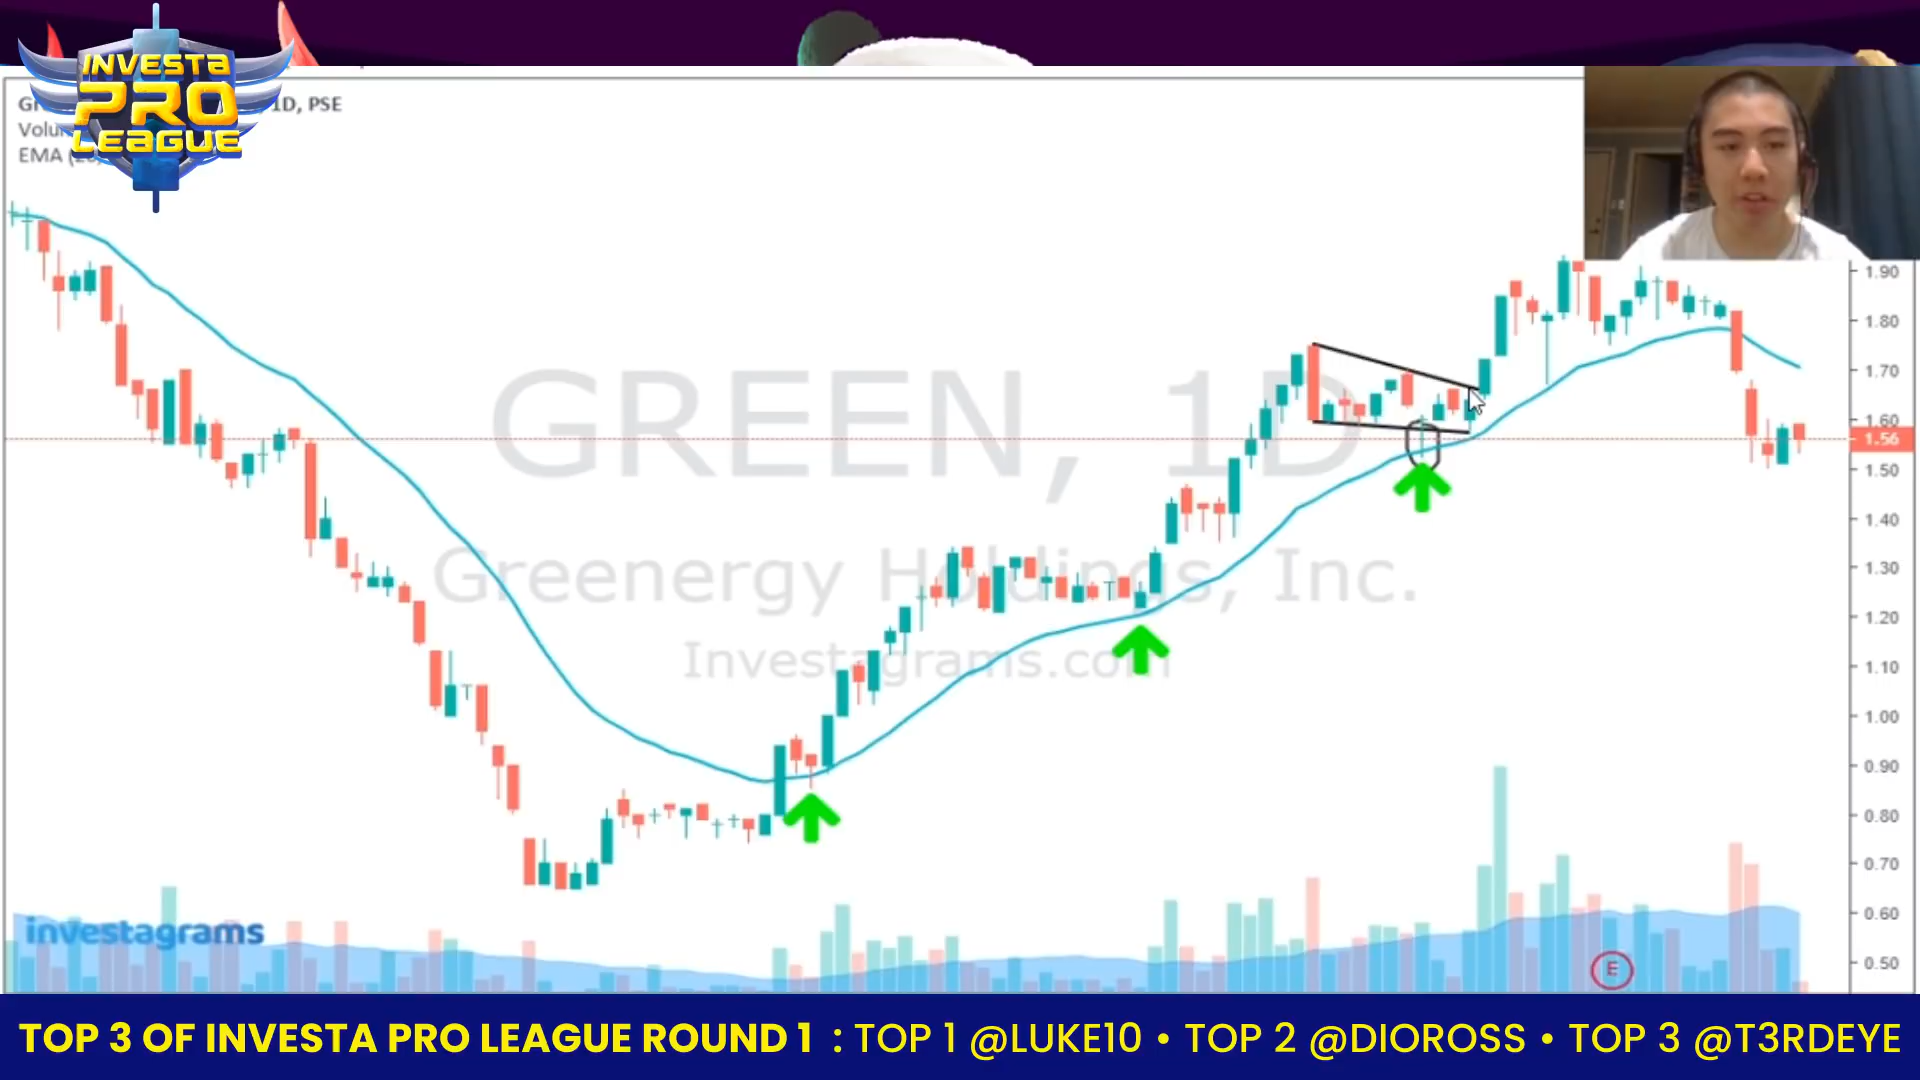 INVESTA
PRO
LEAGUE
1D, PSE
EMA
GREEN, 1D
Greenergy Holdings, Inc.
Investagrams.com
1.90
1.80
1.70
1.60
1.56
1.50
1.40
1.30
1.20
1.10
1.00
0.90
0.80
0.70
0.60
0.50
investagrams
E
TOP 3 OF INVESTA PRO LEAGUE ROUND 1 : TOP 1 @LUKE10 • TOP 2 @DIOROSS • TOP 3 @T3RDEYE